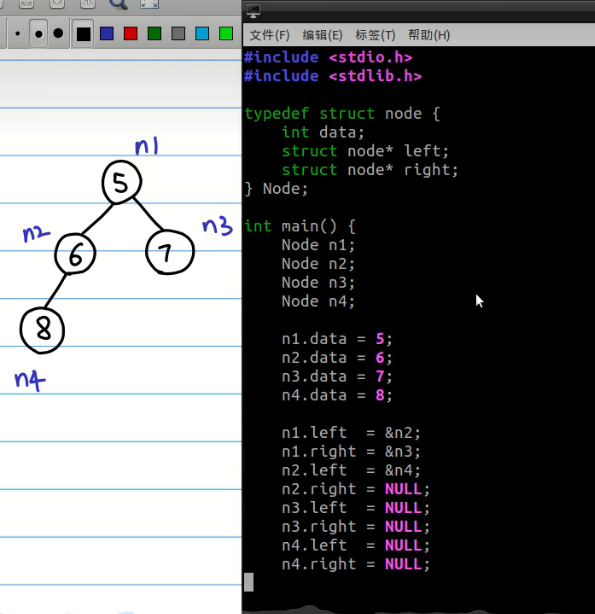 n1
5
n2
n3
6
7
8
n4
文件(F) 编辑(E) 标签(T) 帮助(H)
#include <stdio.h>
#include <stdlib.h>
typedef struct node {
    int data;
    struct node* left;
    struct node* right;
} Node;
int main() {
    Node n1;
    Node n2;
    Node n3;
    Node n4;
    n1.data = 5;
    n2.data = 6;
    n3.data = 7;
    n4.data = 8;
    n1.left  = &n2;
    n1.right = &n3;
    n2.left  = &n4;
    n2.right = NULL;
    n3.left  = NULL;
    n3.right = NULL;
    n4.left  = NULL;
    n4.right = NULL;